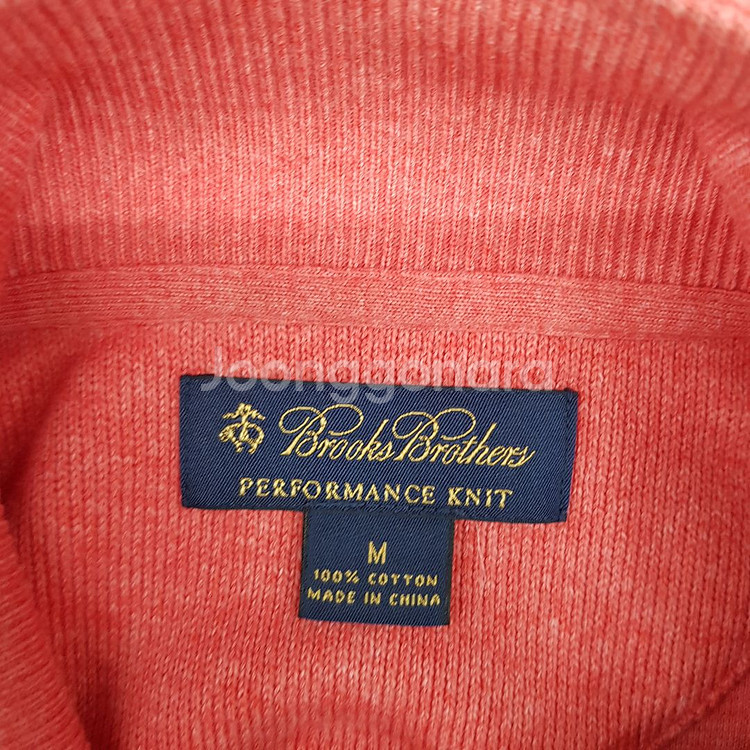 Joonggonara
Brooks Brothers
PERFORMANCE KNIT
M
100% COTTON
MADE IN CHINA